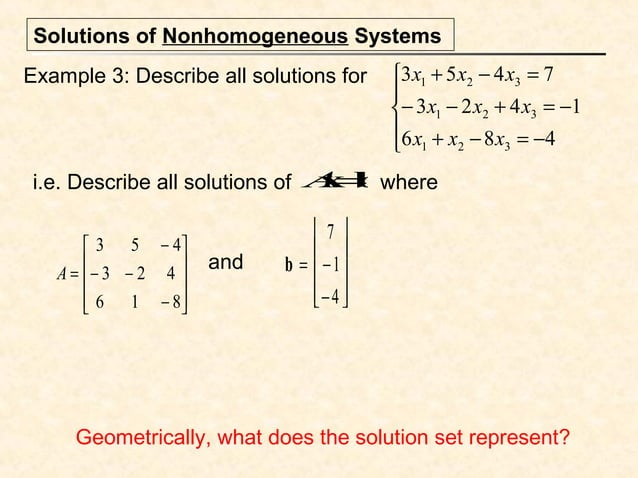 Solutions of Nonhomogeneous Systems
Example 3: Describe all solutions for
3x₁ + 5x₂ − 4x₃ = 7
− 3x₁ − 2x₂ + 4x₃ = −1
6x₁ + x₂ − 8x₃ = −4
i.e. Describe all solutions of where
A = [ 3 5 −4
−3 −2 4
6 1 −8 ]
and
b = [ 7
−1
−4 ]
Geometrically, what does the solution set represent?